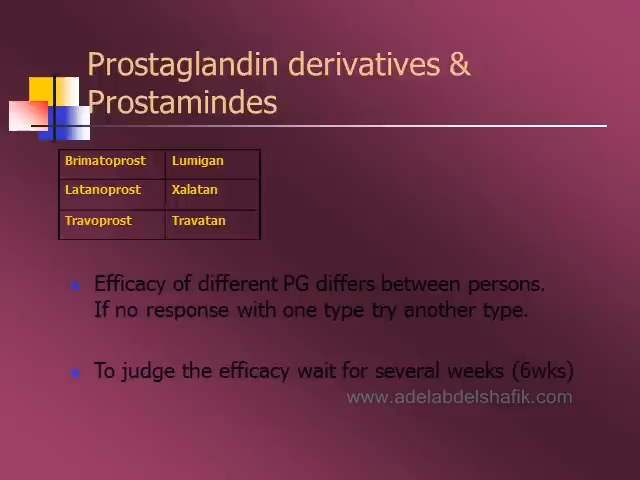 Prostaglandin derivatives &
Prostamindes
Brimatoprost Lumigan
Latanoprost Xalatan
Travoprost Travatan
Efficacy of different PG differs between persons.
If no response with one type try another type.
To judge the efficacy wait for several weeks (6wks)
www.adelabdelshafik.com